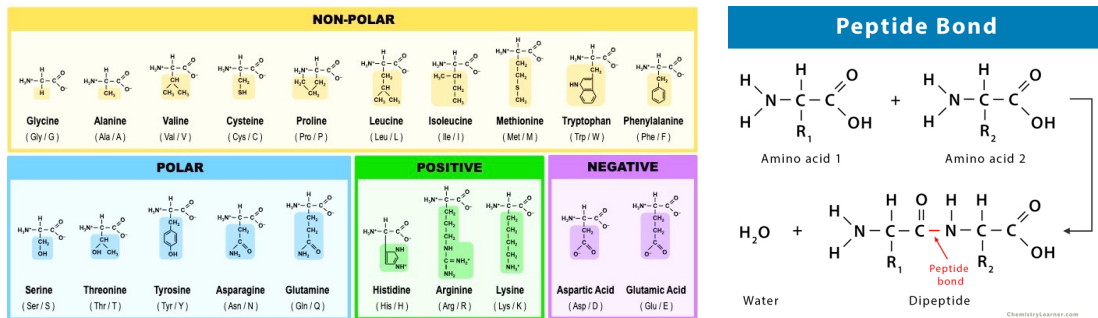 NON-POLAR
Glycine Alanine Valine Cysteine Proline Leucine Isoleucine Methionine Tryptophan Phenylalanine
( Gly / G ) ( Ala / A ) ( Val / V ) ( Cys / C ) ( Pro / P ) ( Leu / L ) ( Ile / I ) ( Met / M ) ( Trp / W ) ( Phe / F )
POLAR
Serine Threonine Tyrosine Asparagine Glutamine
( Ser / S ) ( Thr / T ) ( Tyr / Y ) ( Asn / N ) ( Gln / Q )
POSITIVE
Histidine Arginine Lysine
( His / H ) ( Arg / R ) ( Lys / K )
NEGATIVE
Aspartic Acid Glutamic Acid
( Asp / D ) ( Glu / E )
Peptide Bond
H H O H H O
N C C + N C C
H R1 OH H R2 OH
Amino acid 1 Amino acid 2
H H O H H O
H2O + N C C N C C
H R1 R2 OH
Peptide
bond
Water Dipeptide
ChemistryLearner.com